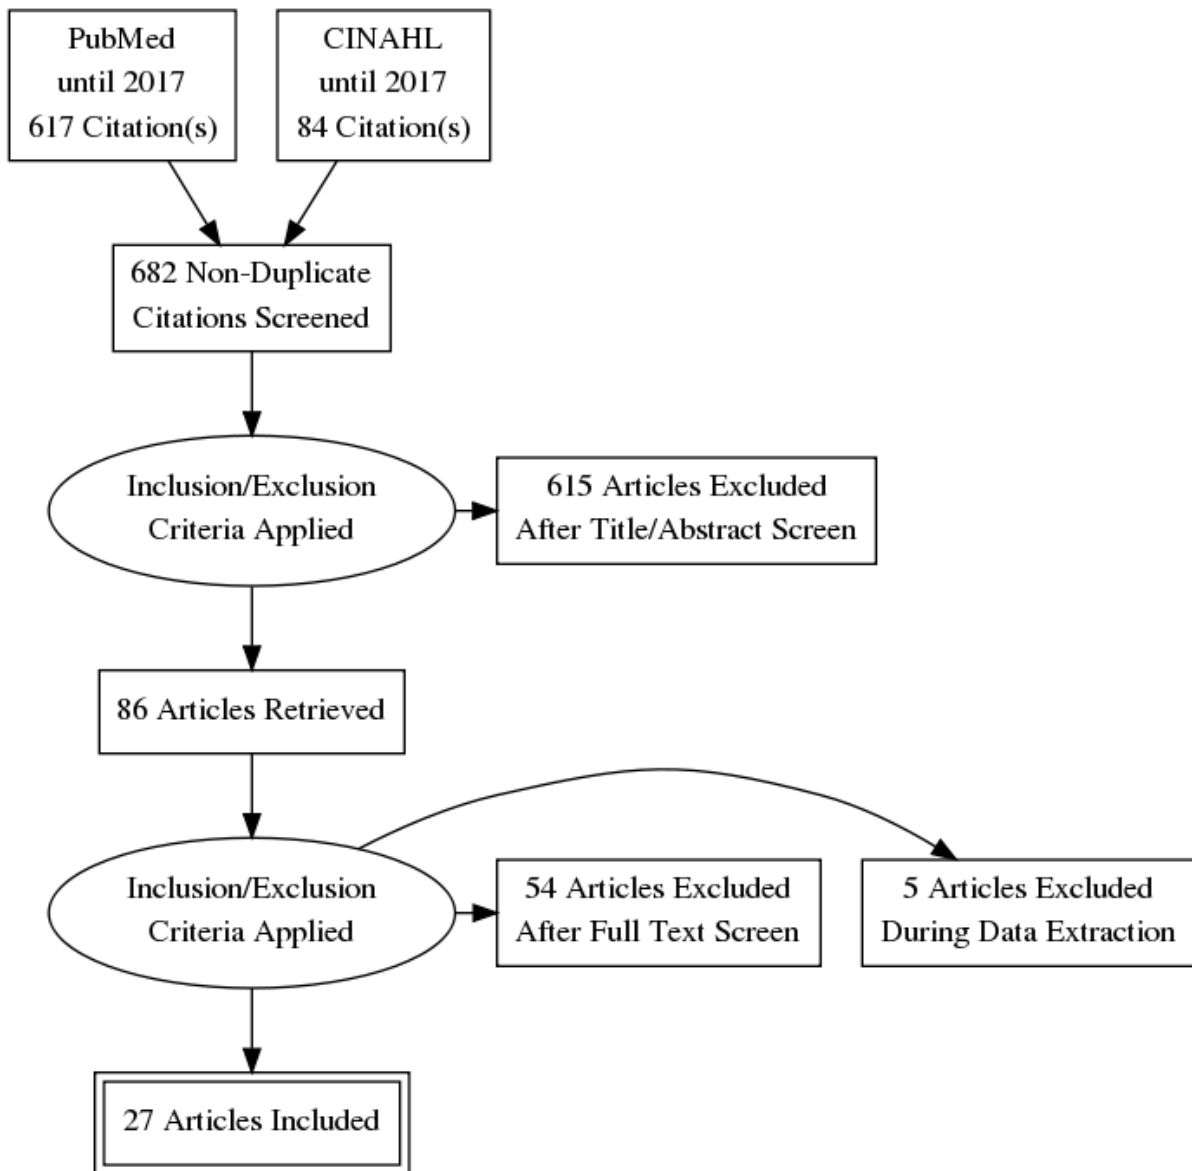 PubMed
until 2017
617 Citation(s)
CINAHL
until 2017
84 Citation(s)
682 Non-Duplicate
Citations Screened
Inclusion/Exclusion
Criteria Applied
615 Articles Excluded
After Title/Abstract Screen
86 Articles Retrieved
Inclusion/Exclusion
Criteria Applied
54 Articles Excluded
After Full Text Screen
5 Articles Excluded
During Data Extraction
27 Articles Included